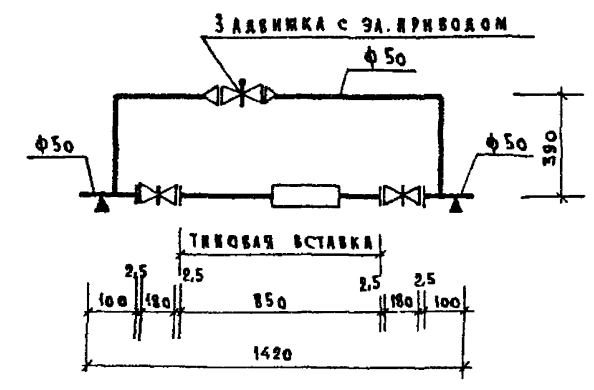 Задвижка с эл. приводом
ф50
ф50
ф50
390
Типовая вставка
2,5 2,5 2,5 2,5
100 180 850 180 100
1420